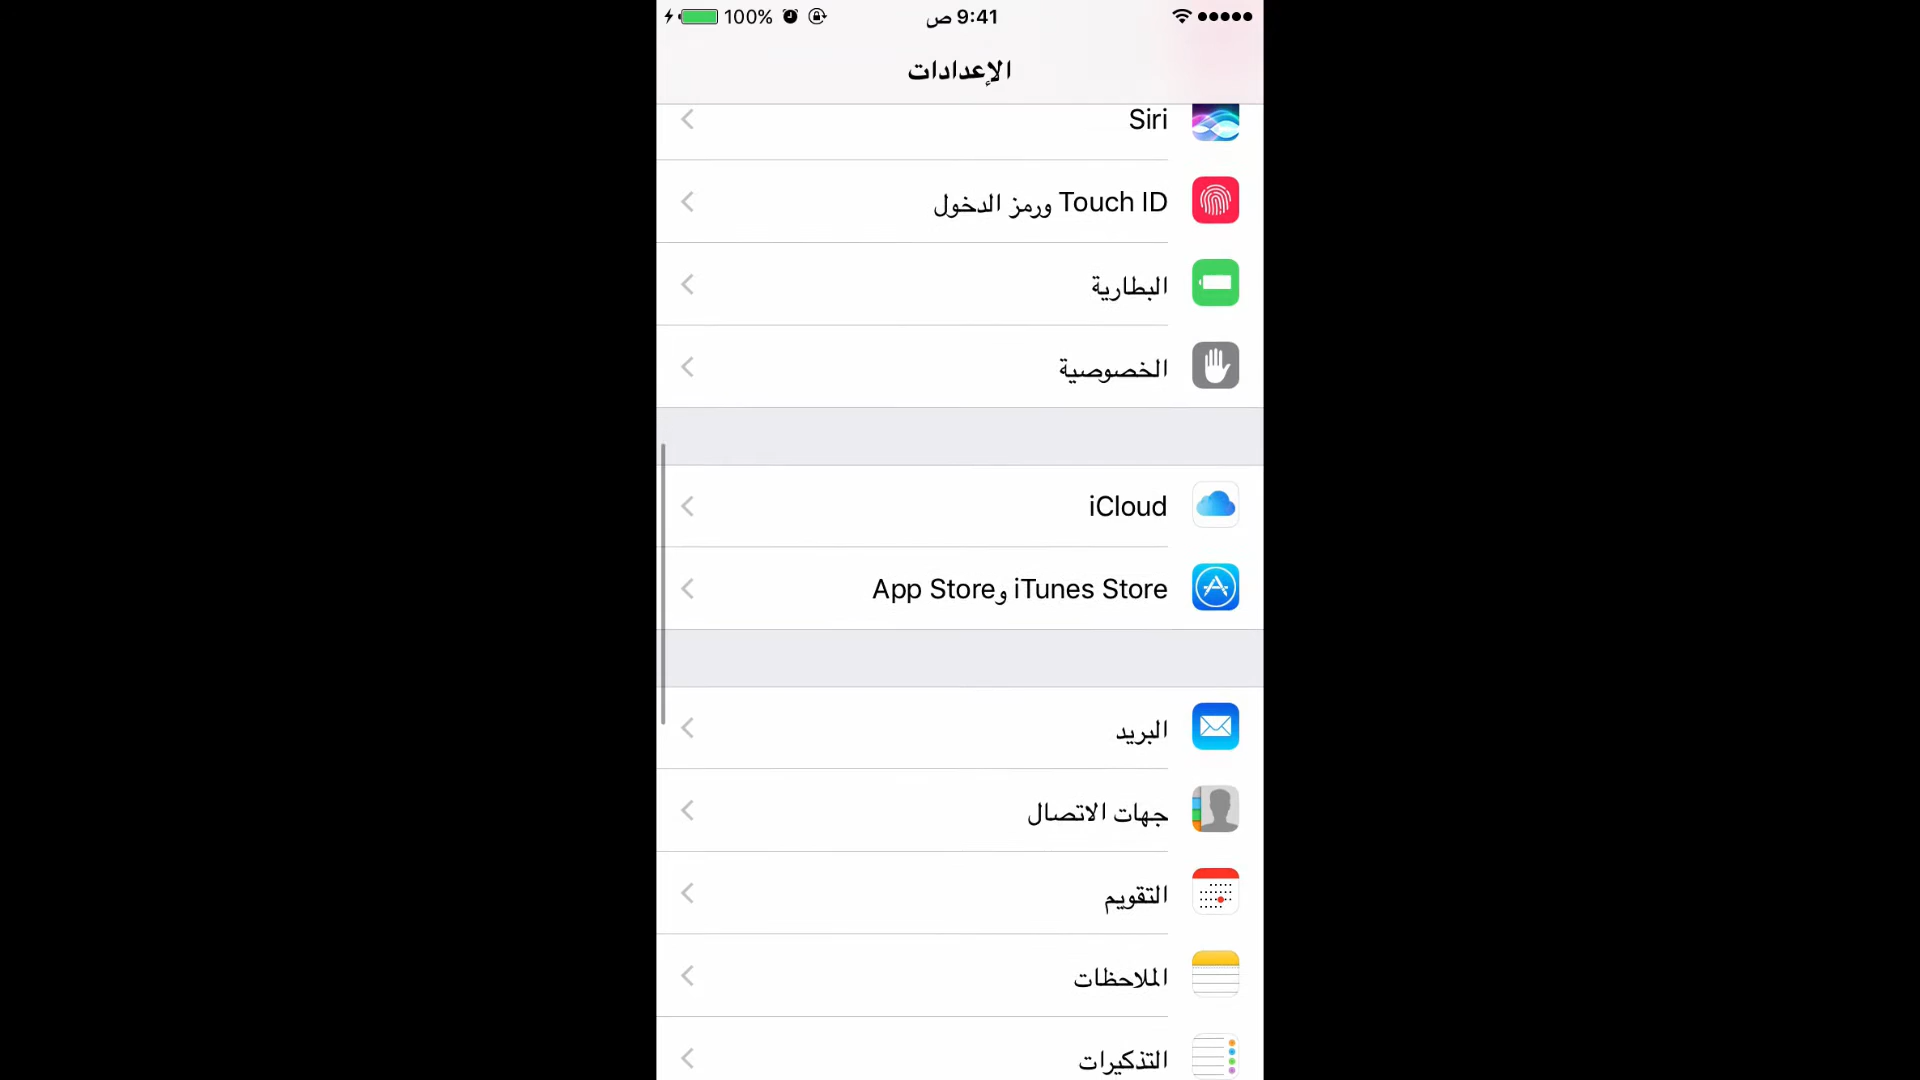 100% 9:41 ص
الإعدادات
Siri
Touch ID ورمز الدخول
البطارية
الخصوصية
iCloud
iTunes Store وApp Store
البريد
جهات الاتصال
التقويم
الملاحظات
التذكيرات